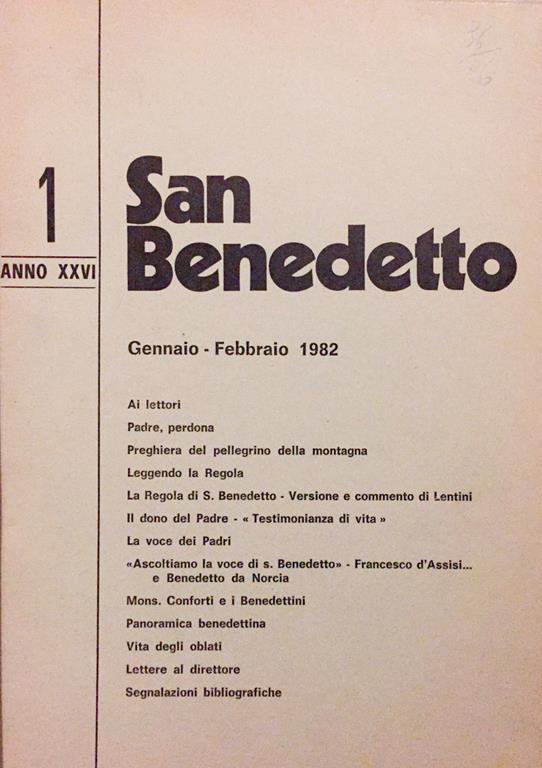 1
ANNO XXVI
San
Benedetto
Gennaio - Febbraio 1982
Ai lettori
Padre, perdona
Preghiera del pellegrino della montagna
Leggendo la Regola
La Regola di S. Benedetto - Versione e commento di Lentini
Il dono del Padre - « Testimonianza di vita »
La voce dei Padri
«Ascoltiamo la voce di s. Benedetto» - Francesco d'Assisi...
e Benedetto da Norcia
Mons. Conforti e i Benedettini
Panoramica benedettina
Vita degli oblati
Lettere al direttore
Segnalazioni bibliografiche